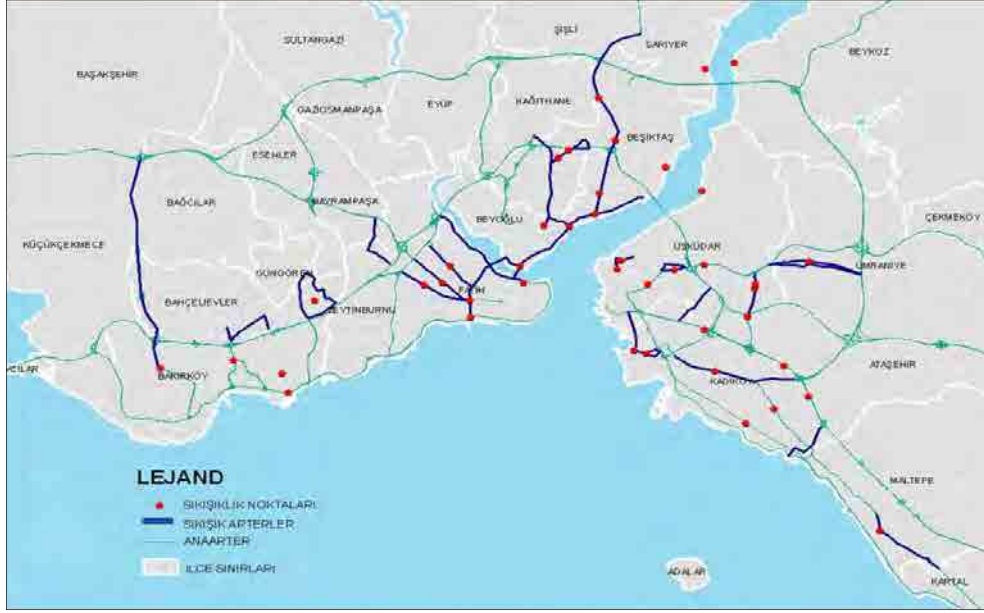 ŞİŞLİ
SULTANGAZİ
SARIYER
BEYKOZ
BAŞAKŞEHİR
EYÜP
KAĞITHANE
GAZİOSMANPAŞA
BEŞİKTAŞ
ESENLER
BAĞCILAR
BAYRAMPAŞA
BEYOĞLU
ÇEKMEKÖY
KÜÇÜKÇEKMECE
ÜSKÜDAR
GÜNGÖREN
ÜMRANİYE
FATİH
BAHÇELİEVLER
ZEYTİNBURNU
ATAŞEHİR
VCILAR
BAKIRKÖY
KADIKÖY
LEJAND
MALTEPE
SIKIŞIKLIK NOKTALARI
SIKIŞIK ARTERLER
ANAARTER
İLCE SINIRLARI
ADALAR
KARTAL